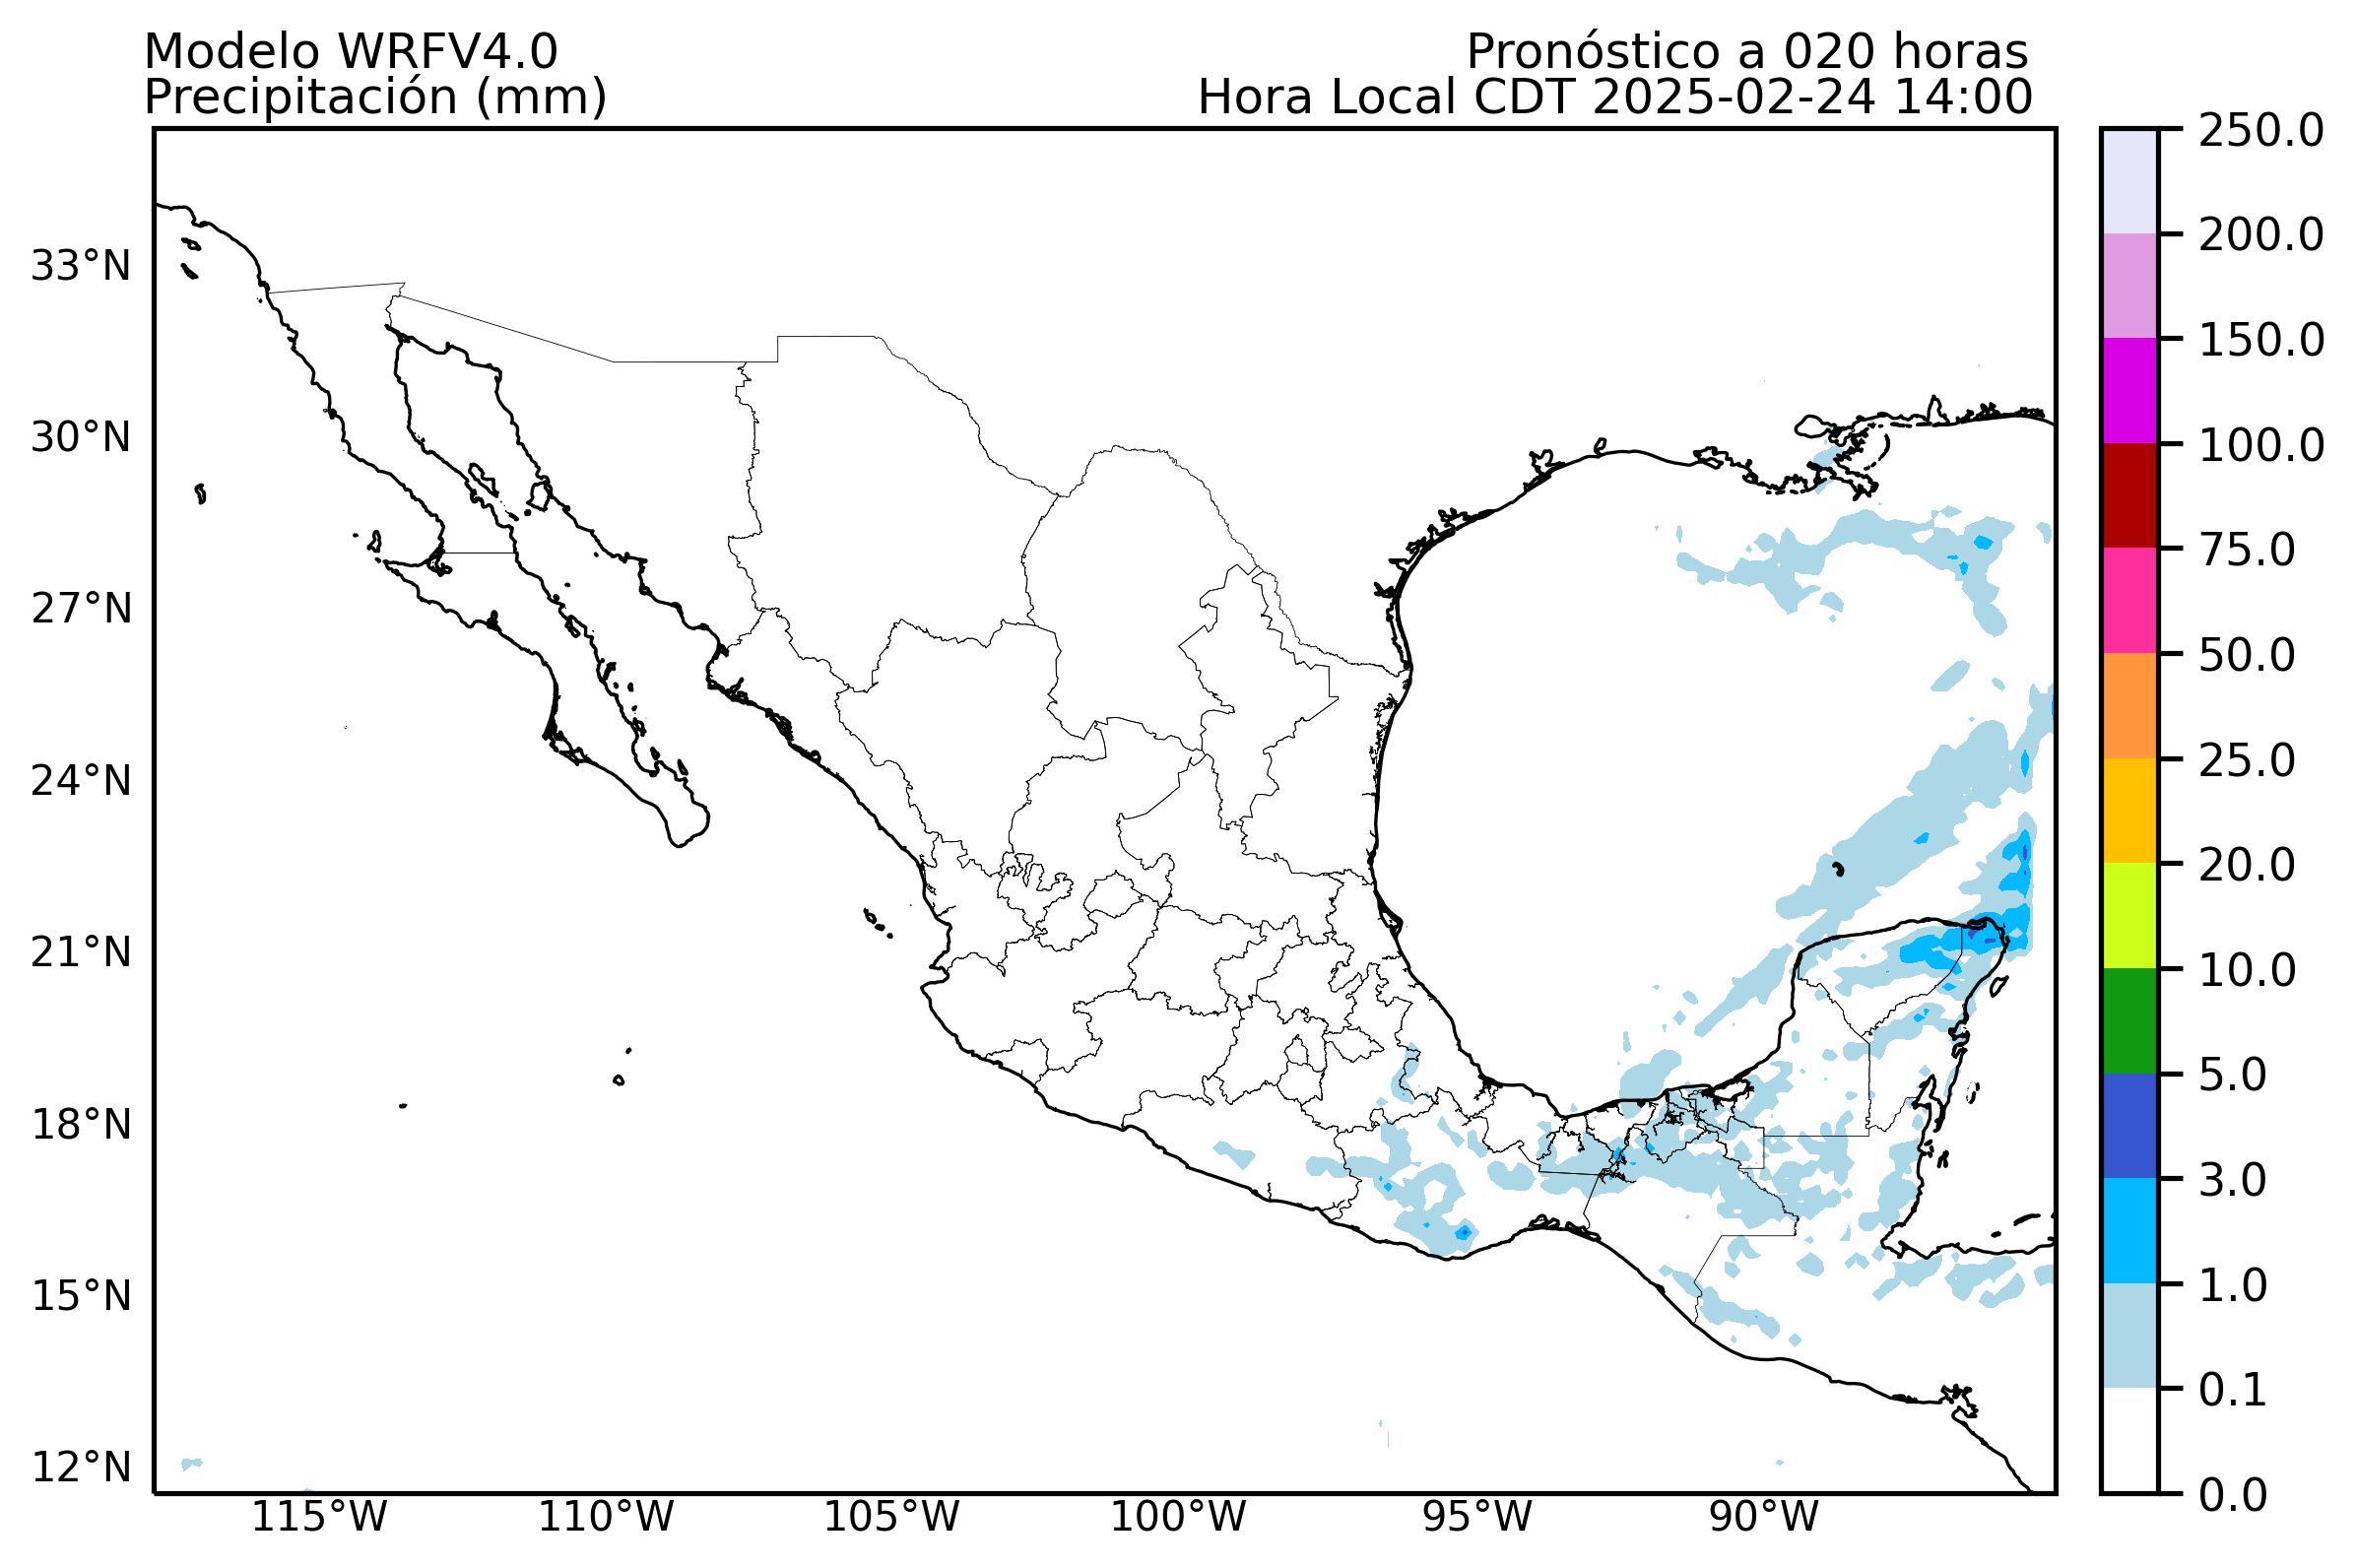 Modelo WRFV4.0
Precipitación (mm)
Pronóstico a 020 horas
Hora Local CDT 2025-02-24 14:00
33°N
30°N
27°N
24°N
21°N
18°N
15°N
12°N
115°W
110°W
105°W
100°W
95°W
90°W
250.0
200.0
150.0
100.0
75.0
50.0
25.0
20.0
10.0
5.0
3.0
1.0
0.1
0.0